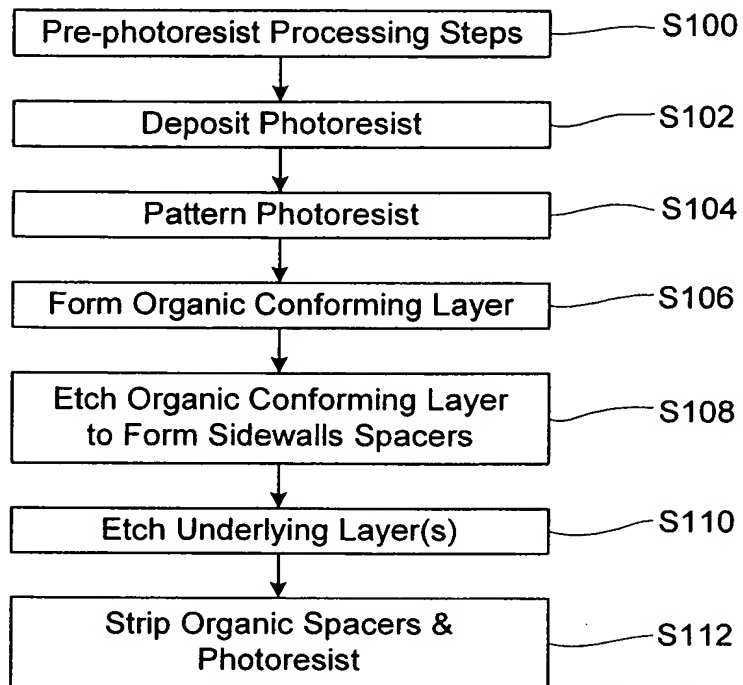 Pre-photoresist Processing Steps
S100
Deposit Photoresist
S102
Pattern Photoresist
S104
Form Organic Conforming Layer
S106
Etch Organic Conforming Layer
to Form Sidewalls Spacers
S108
Etch Underlying Layer(s)
S110
Strip Organic Spacers &
Photoresist
S112